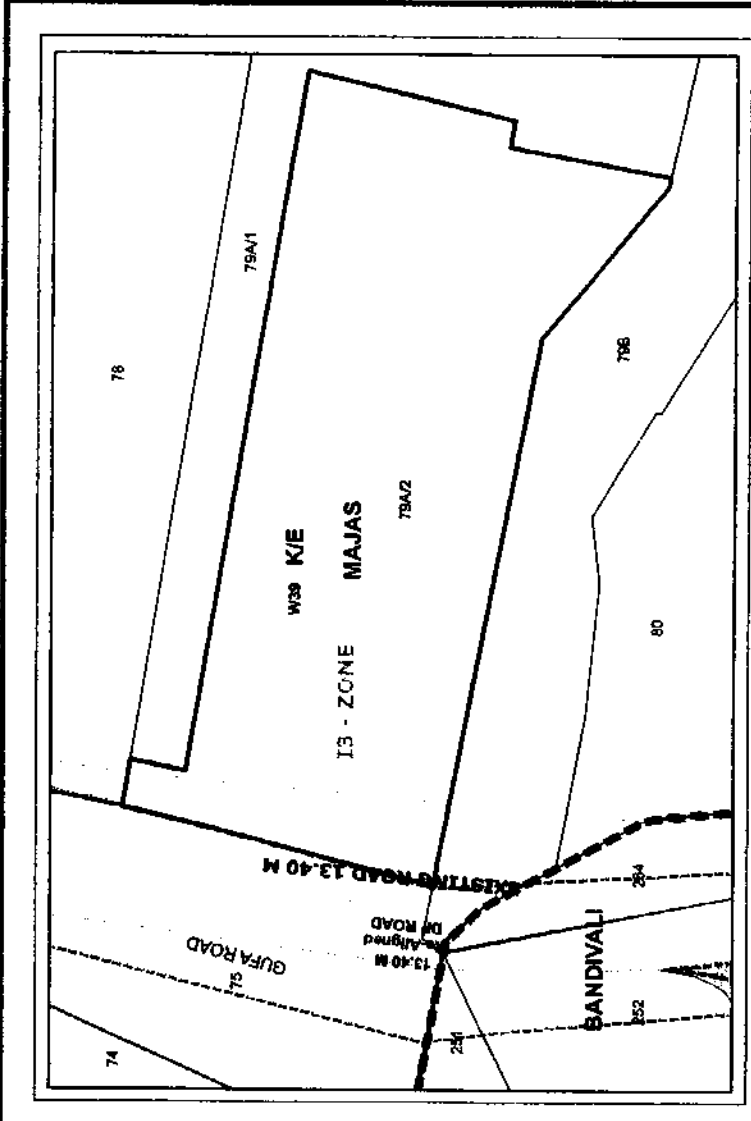 78
79A/1
W39 K/E
MAJAS
I3 - ZONE
79A/2
79B
80
EXISTING ROAD 13.40 M
GUFA ROAD
75
74
13.40 M
Re-Aligned
DP ROAD
251
BANDIVALI
252
264